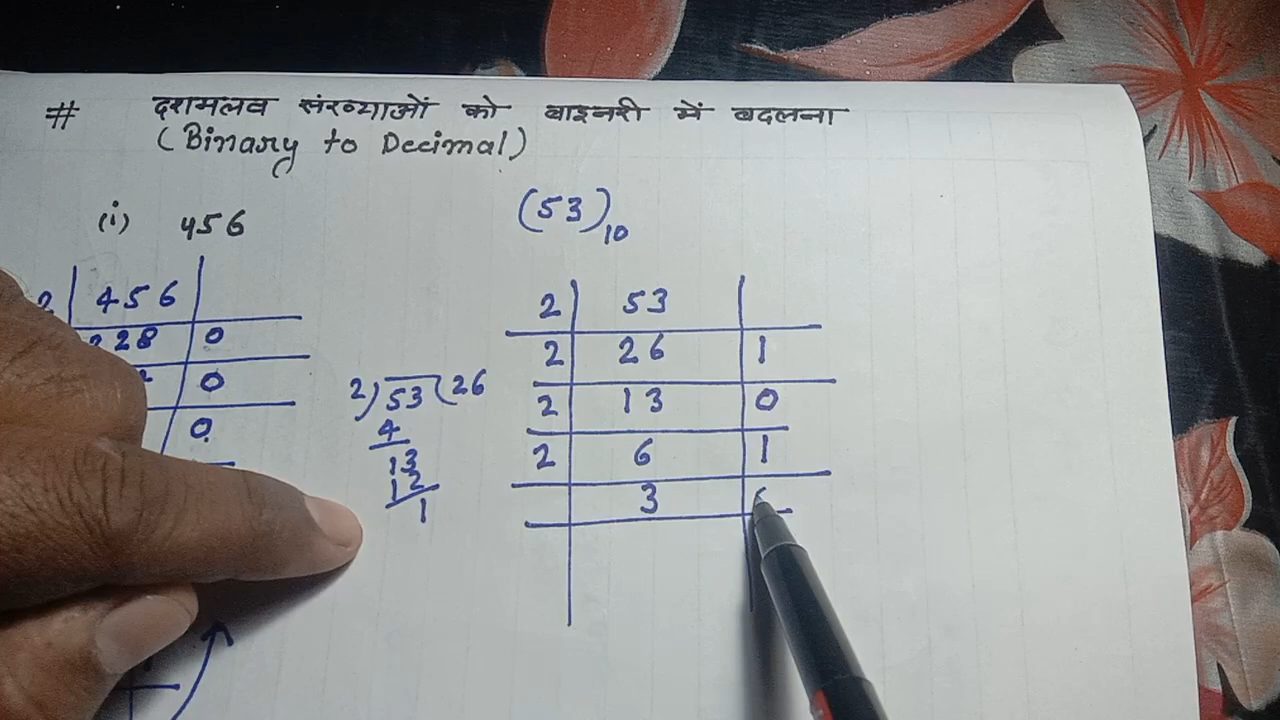 # दशमलव संख्याओं को बाइनरी में बदलना
(Binary to Decimal)
(i) 456
2 456
228 0
0
0
(53)10
2)53(26
4
13
12
1
2 53
2 26 1
2 13 0
2 6 1
3